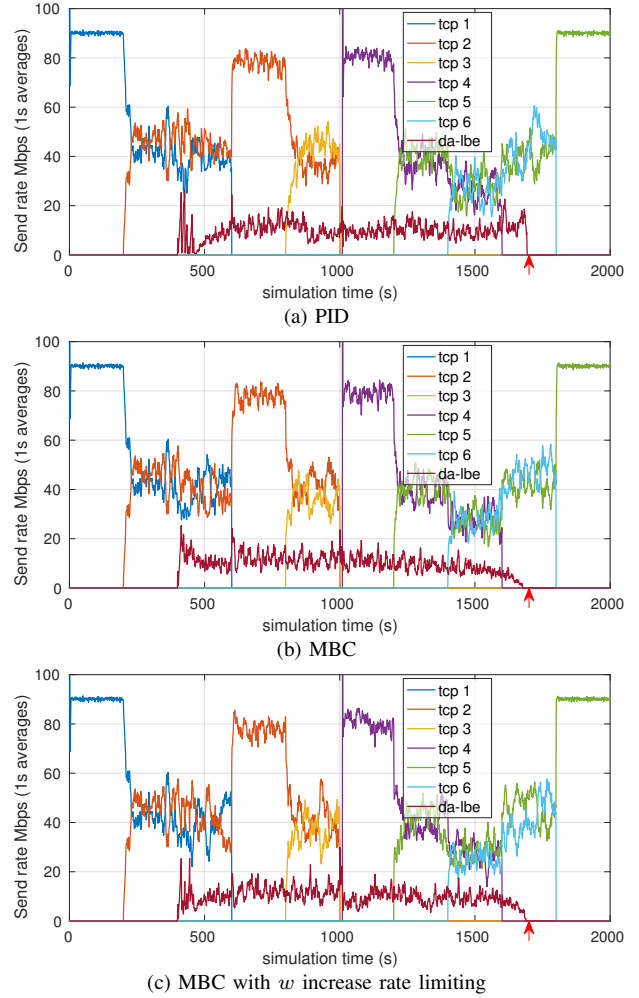 100
80
60
40
20
0
Send rate Mbps (1s averages)
tcp 1
tcp 2
tcp 3
tcp 4
tcp 5
tcp 6
da-lbe
0 500 1000 1500 2000
simulation time (s)
(a) PID
100
80
60
40
20
0
Send rate Mbps (1s averages)
tcp 1
tcp 2
tcp 3
tcp 4
tcp 5
tcp 6
da-lbe
0 500 1000 1500 2000
simulation time (s)
(b) MBC
100
80
60
40
20
0
Send rate Mbps (1s averages)
tcp 1
tcp 2
tcp 3
tcp 4
tcp 5
tcp 6
da-lbe
0 500 1000 1500 2000
simulation time (s)
(c) MBC with w increase rate limiting